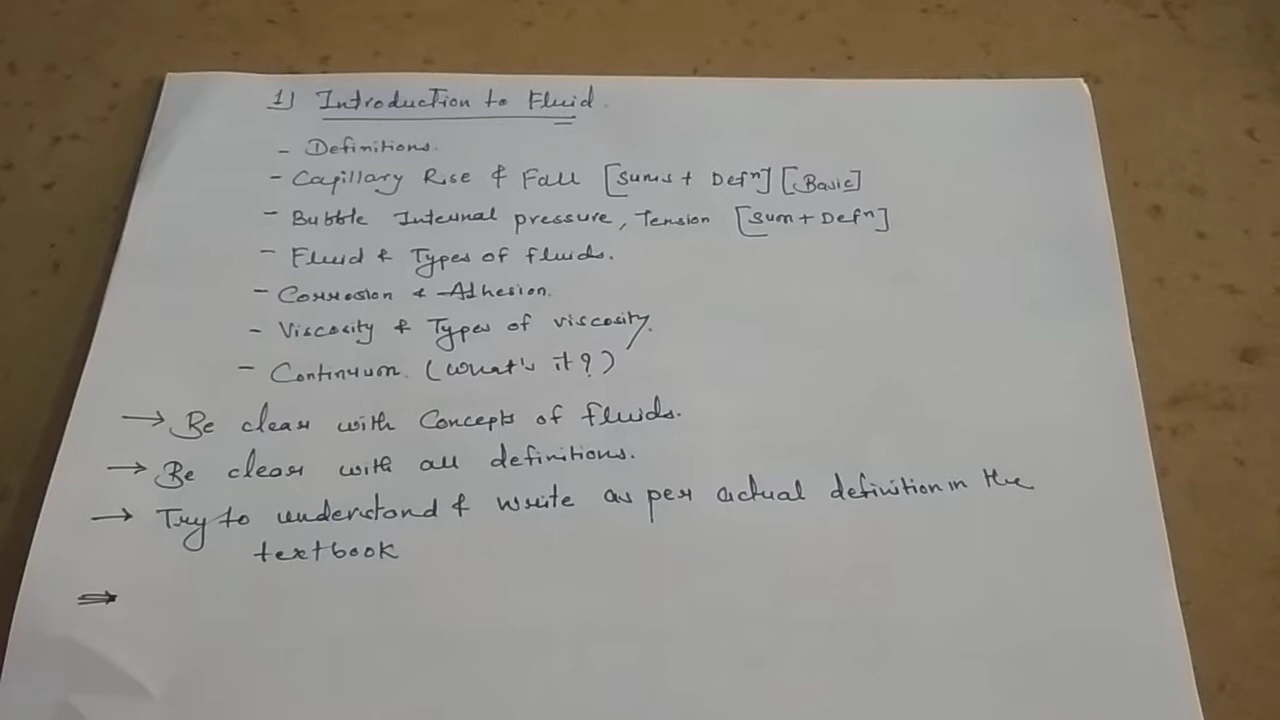 1) Introduction to Fluid.
- Definitions.
- Capillary Rise & Fall [Sums + Defⁿ] [Basic]
- Bubble Internal pressure, Tension [Sum + Defⁿ]
- Fluid & Types of fluids.
- Corrosion & Adhesion.
- Viscosity & Types of viscosity.
- Continuum. (What's it?)
→ Be clear with Concepts of fluids.
→ Be clear with all definitions.
→ Try to understand & write as per actual definition in the
textbook
⇒